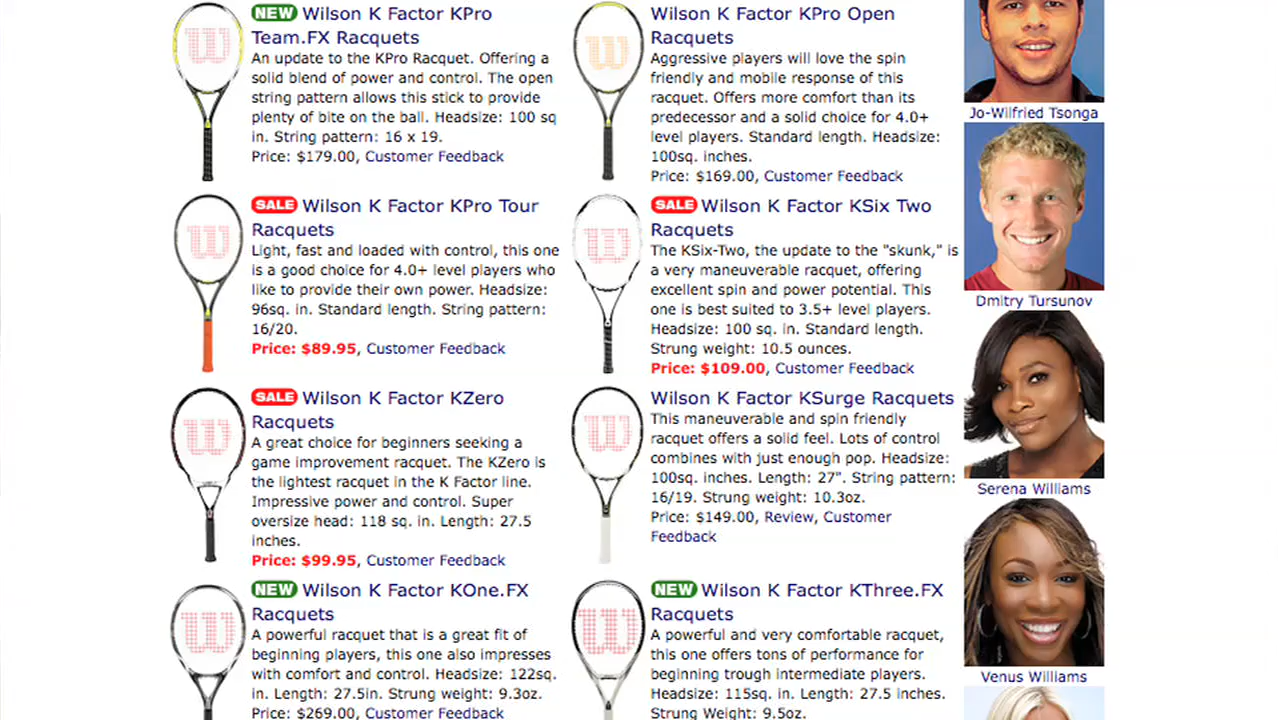 NEW Wilson K Factor KPro
Team.FX Racquets
An update to the KPro Racquet. Offering a
solid blend of power and control. The open
string pattern allows this stick to provide
plenty of bite on the ball. Headsize: 100 sq
in. String pattern: 16 x 19.
Price: $179.00, Customer Feedback
Wilson K Factor KPro Open
Racquets
Aggressive players will love the spin
friendly and mobile response of this
racquet. Offers more comfort than its
predecessor and a solid choice for 4.0+
level players. Standard length. Headsize:
100sq. inches.
Price: $169.00, Customer Feedback
SALE Wilson K Factor KPro Tour
Racquets
Light, fast and loaded with control, this one
is a good choice for 4.0+ level players who
like to provide their own power. Headsize:
96sq. in. Standard length. String pattern:
16/20.
Price: $89.95, Customer Feedback
SALE Wilson K Factor KSix Two
Racquets
The KSix-Two, the update to the "skunk," is
a very maneuverable racquet, offering
excellent spin and power potential. This
one is best suited to 3.5+ level players.
Headsize: 100 sq. in. Standard length.
Strung weight: 10.5 ounces.
Price: $109.00, Customer Feedback
SALE Wilson K Factor KZero
Racquets
A great choice for beginners seeking a
game improvement racquet. The KZero is
the lightest racquet in the K Factor line.
Impressive power and control. Super
oversize head: 118 sq. in. Length: 27.5
inches.
Price: $99.95, Customer Feedback
Wilson K Factor KSurge Racquets
This maneuverable and spin friendly
racquet offers a solid feel. Lots of control
combines with just enough pop. Headsize:
100sq. inches. Length: 27". String pattern:
16/19. Strung weight: 10.3oz.
Price: $149.00, Review, Customer
Feedback
NEW Wilson K Factor KOne.FX
Racquets
A powerful racquet that is a great fit of
beginning players, this one also impresses
with comfort and control. Headsize: 122sq.
in. Length: 27.5in. Strung weight: 9.3oz.
Price: $269.00, Customer Feedback
NEW Wilson K Factor KThree.FX
Racquets
A powerful and very comfortable racquet,
this one offers tons of performance for
beginning trough intermediate players.
Headsize: 115sq. in. Length: 27.5 inches.
Strung Weight: 9.5oz.
Jo-Wilfried Tsonga
Dmitry Tursunov
Serena Williams
Venus Williams